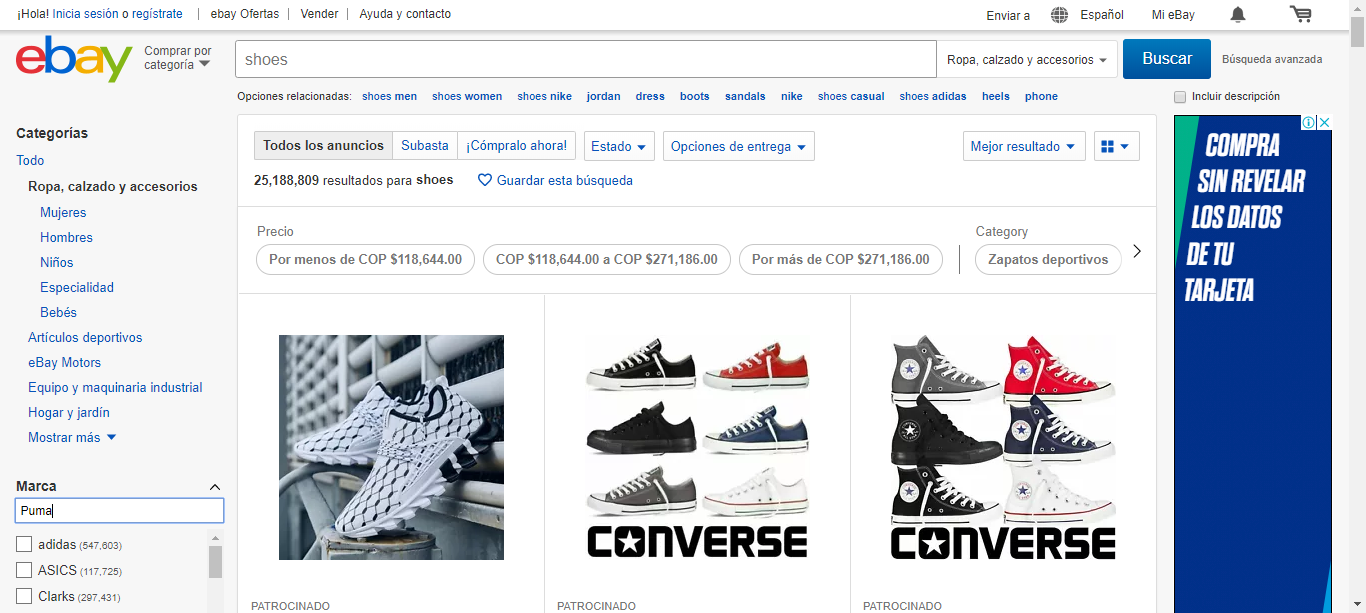 ¡Hola! Inicia sesión o regístrate | ebay Ofertas | Vender | Ayuda y contacto
Enviar a Español Mi eBay
ebay
Comprar por
categoría
shoes
Ropa, calzado y accesorios
Buscar
Búsqueda avanzada
Opciones relacionadas: shoes men shoes women shoes nike jordan dress boots sandals nike shoes casual shoes adidas heels phone
Incluir descripción
Categorías
Todo
Ropa, calzado y accesorios
Mujeres
Hombres
Niños
Especialidad
Bebés
Artículos deportivos
eBay Motors
Equipo y maquinaria industrial
Hogar y jardín
Mostrar más
Marca
Puma
adidas (547,603)
ASICS (117,725)
Clarks (297,431)
Todos los anuncios Subasta ¡Cómpralo ahora! Estado Opciones de entrega Mejor resultado
25,188,809 resultados para shoes Guardar esta búsqueda
Precio
Por menos de COP $118,644.00 COP $118,644.00 a COP $271,186.00 Por más de COP $271,186.00
Category
Zapatos deportivos
CONVERSE
CONVERSE
PATROCINADO PATROCINADO PATROCINADO
COMPRA
SIN REVELAR
LOS DATOS
DE TU
TARJETA